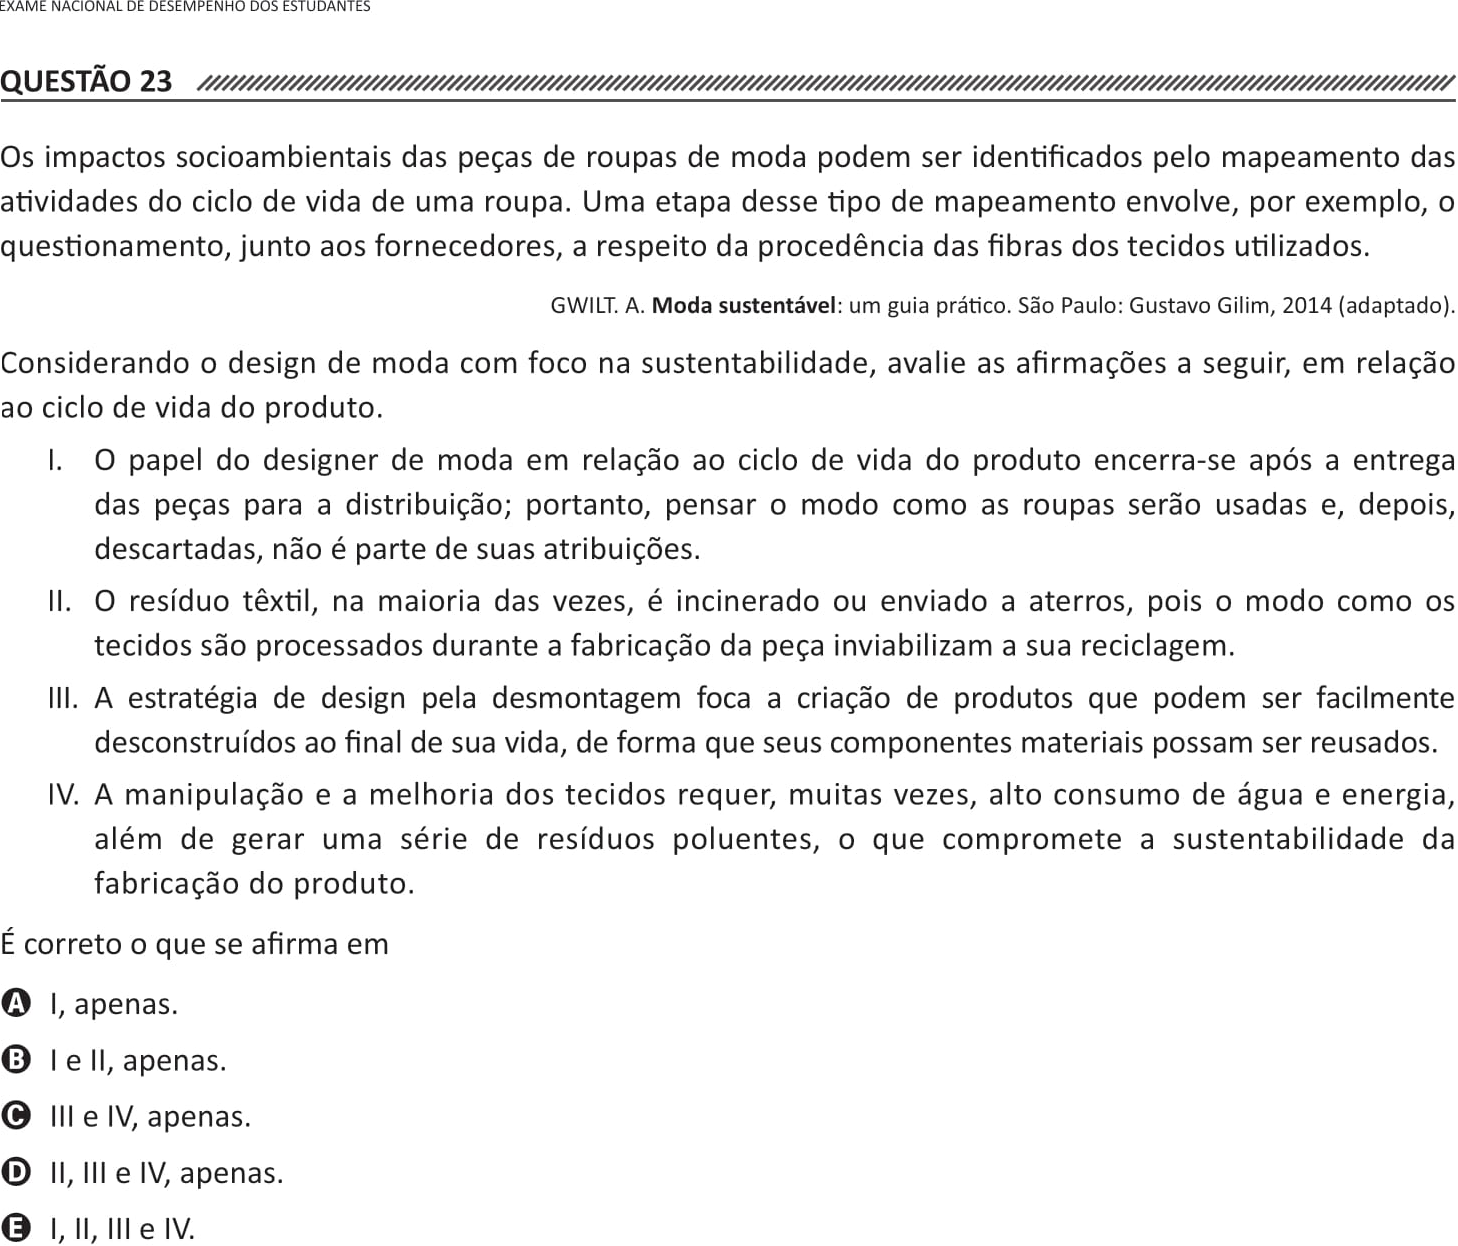 EXAME NACIONAL DE DESEMPENHO DOS ESTUDANTES
QUESTÃO 23
Os impactos socioambientais das peças de roupas de moda podem ser identificados pelo mapeamento das
atividades do ciclo de vida de uma roupa. Uma etapa desse tipo de mapeamento envolve, por exemplo, o
questionamento, junto aos fornecedores, a respeito da procedência das fibras dos tecidos utilizados.
GWILT. A. Moda sustentável: um guia prático. São Paulo: Gustavo Gilim, 2014 (adaptado).
Considerando o design de moda com foco na sustentabilidade, avalie as afirmações a seguir, em relação
ao ciclo de vida do produto.
I. O papel do designer de moda em relação ao ciclo de vida do produto encerra-se após a entrega
das peças para a distribuição; portanto, pensar o modo como as roupas serão usadas e, depois,
descartadas, não é parte de suas atribuições.
II. O resíduo têxtil, na maioria das vezes, é incinerado ou enviado a aterros, pois o modo como os
tecidos são processados durante a fabricação da peça inviabilizam a sua reciclagem.
III. A estratégia de design pela desmontagem foca a criação de produtos que podem ser facilmente
desconstruídos ao final de sua vida, de forma que seus componentes materiais possam ser reusados.
IV. A manipulação e a melhoria dos tecidos requer, muitas vezes, alto consumo de água e energia,
além de gerar uma série de resíduos poluentes, o que compromete a sustentabilidade da
fabricação do produto.
É correto o que se afirma em
A I, apenas.
B I e II, apenas.
C III e IV, apenas.
D II, III e IV, apenas.
E I, II, III e IV.